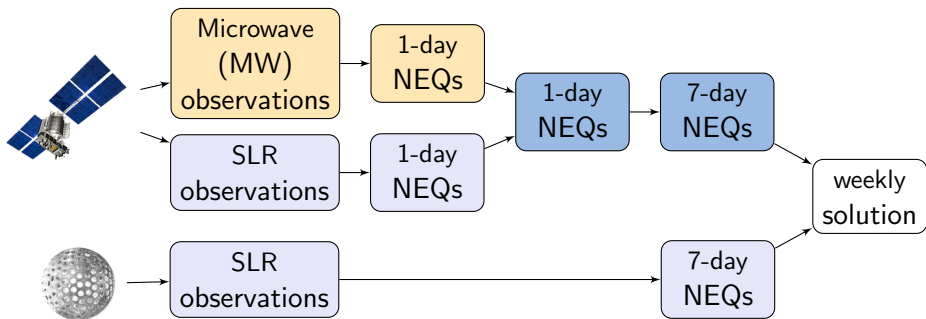 Microwave
(MW)
observations
1-day
NEQs
SLR
observations
1-day
NEQs
1-day
NEQs
7-day
NEQs
weekly
solution
SLR
observations
7-day
NEQs